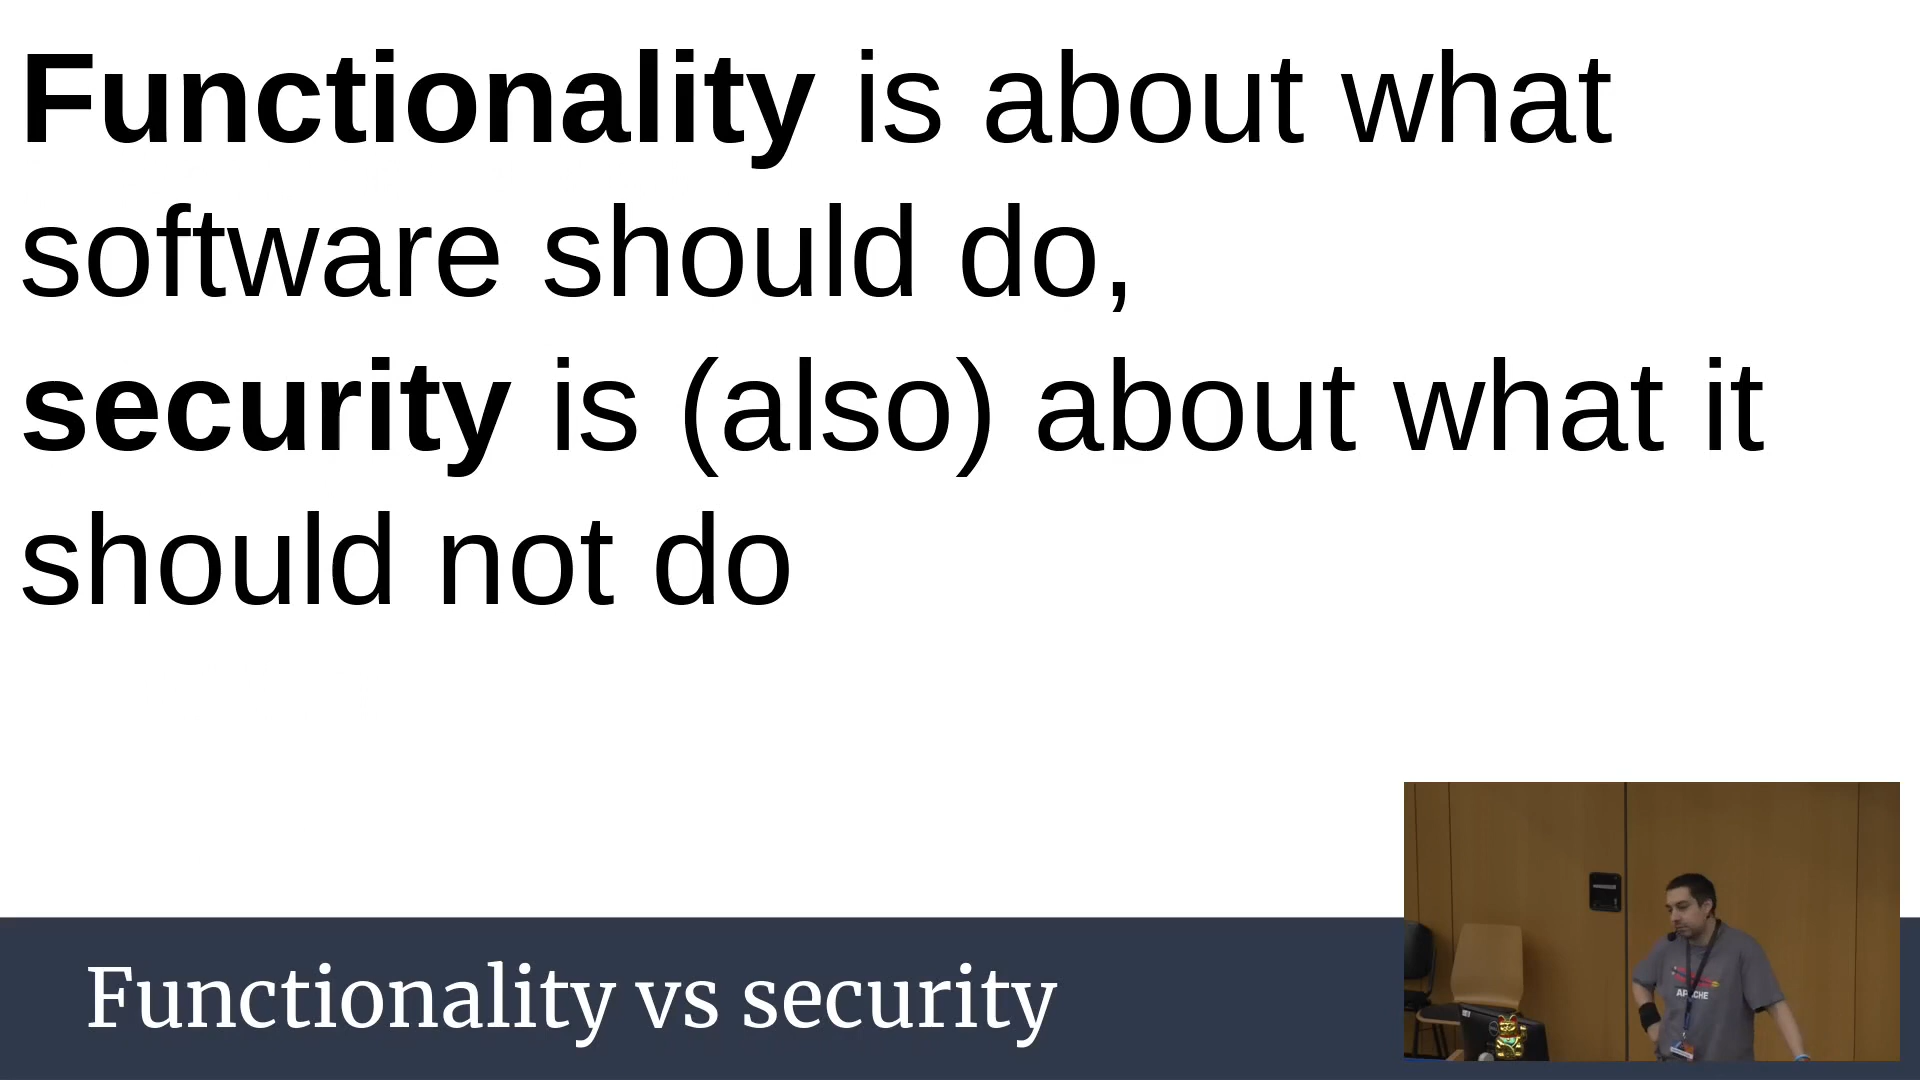 Functionality is about what
software should do,
security is (also) about what it
should not do
Functionality vs security
APACHE